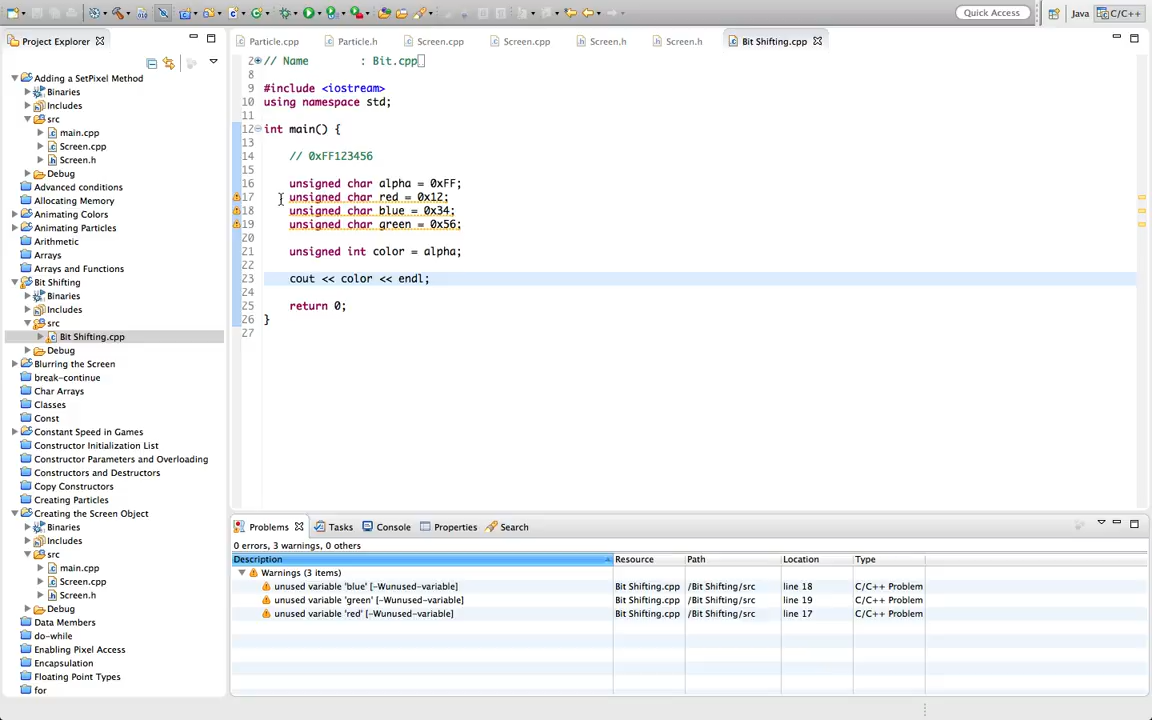 Quick Access
Java
C/C++
Project Explorer
Adding a SetPixel Method
Binaries
Includes
src
main.cpp
Screen.cpp
Screen.h
Debug
Advanced conditions
Allocating Memory
Animating Colors
Animating Particles
Arithmetic
Arrays
Arrays and Functions
Bit Shifting
Binaries
Includes
src
Bit Shifting.cpp
Debug
Blurring the Screen
break-continue
Char Arrays
Classes
Const
Constant Speed in Games
Constructor Initialization List
Constructor Parameters and Overloading
Constructors and Destructors
Copy Constructors
Creating Particles
Creating the Screen Object
Binaries
Includes
src
main.cpp
Screen.cpp
Screen.h
Debug
Data Members
do-while
Enabling Pixel Access
Encapsulation
Floating Point Types
for
Particle.cpp
Particle.h
Screen.cpp
Screen.cpp
Screen.h
Screen.h
Bit Shifting.cpp
2 // Name : Bit.cpp
8
9 #include <iostream>
10 using namespace std;
11
12 int main() {
13
14 // 0xFF123456
15
16 unsigned char alpha = 0xFF;
17 unsigned char red = 0x12;
18 unsigned char blue = 0x34;
19 unsigned char green = 0x56;
20
21 unsigned int color = alpha;
22
23 cout << color << endl;
24
25 return 0;
26 }
27
Problems Tasks Console Properties Search
0 errors, 3 warnings, 0 others
Description Resource Path Location Type
Warnings (3 items)
unused variable 'blue' [-Wunused-variable] Bit Shifting.cpp /Bit Shifting/src line 18 C/C++ Problem
unused variable 'green' [-Wunused-variable] Bit Shifting.cpp /Bit Shifting/src line 19 C/C++ Problem
unused variable 'red' [-Wunused-variable] Bit Shifting.cpp /Bit Shifting/src line 17 C/C++ Problem